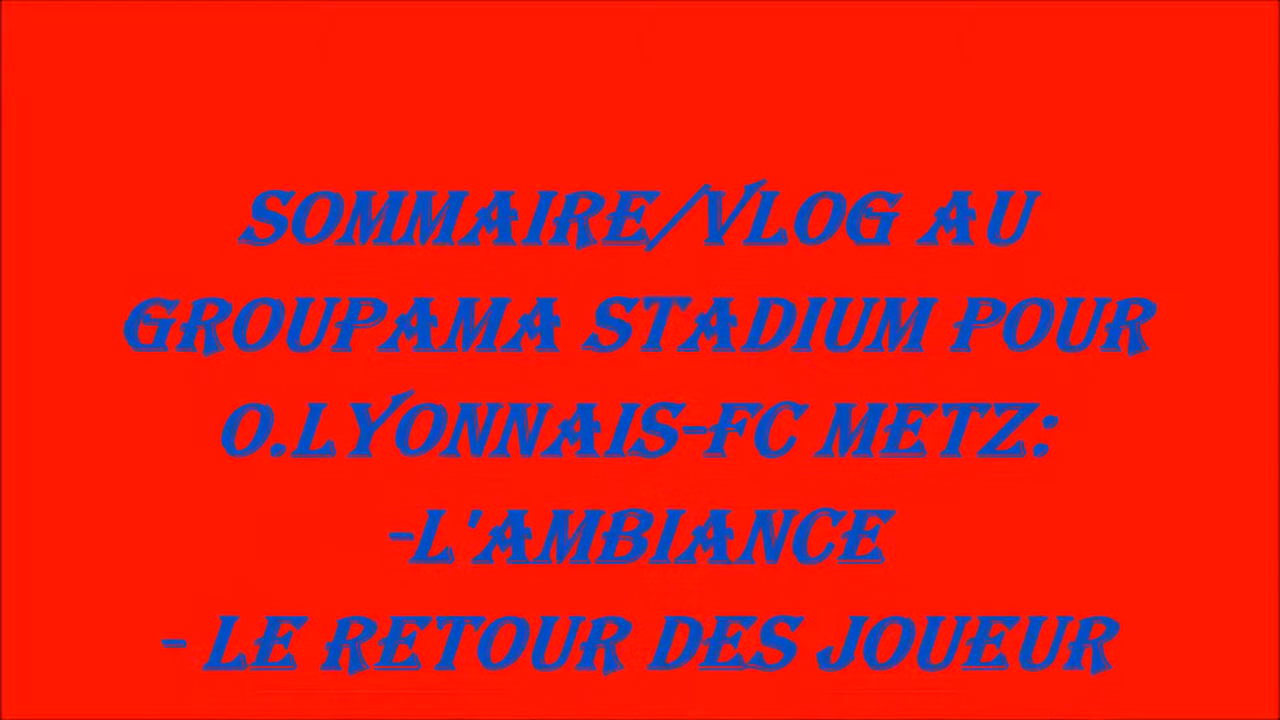 SOMMAIRE/VLOG AU
GROUPAMA STADIUM POUR
O.LYONNAIS-FC METZ:
-L'AMBIANCE
- LE RETOUR DES JOUEUR